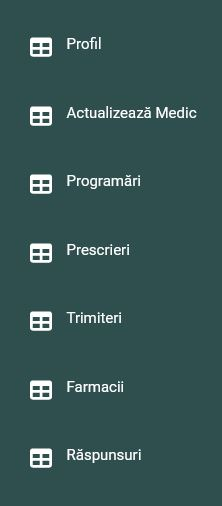 Profil
Actualizează Medic
Programări
Prescrieri
Trimiteri
Farmacii
Răspunsuri